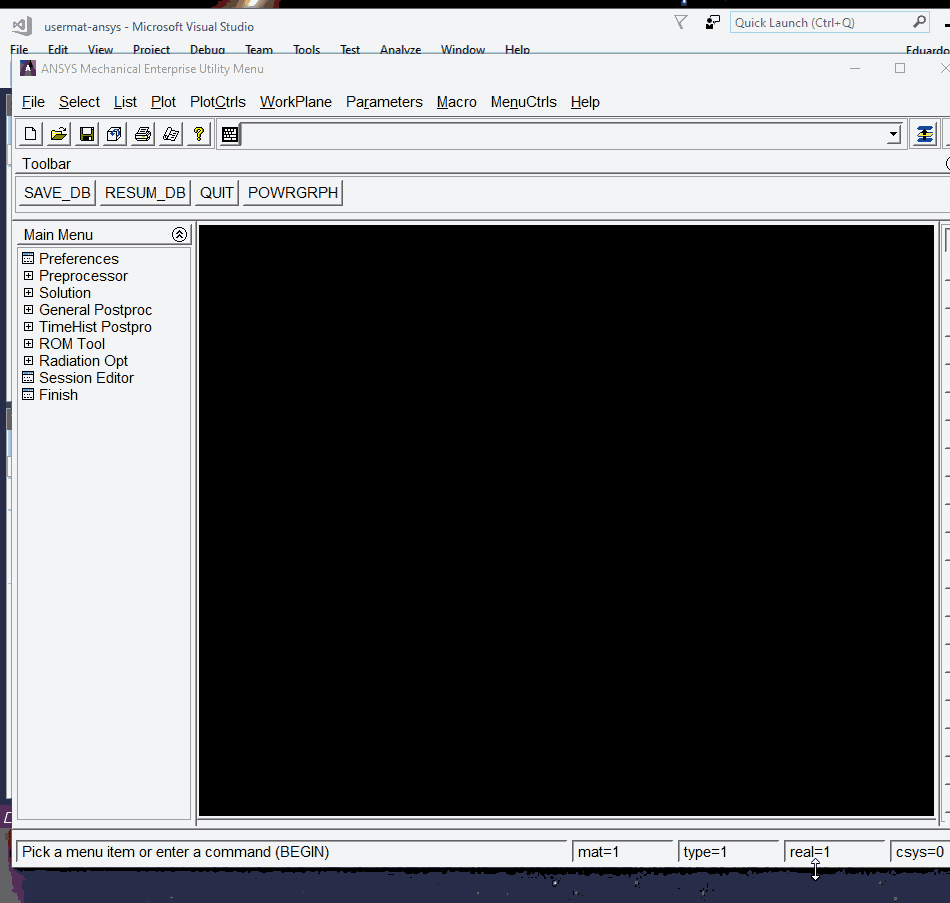 usermat-ansys - Microsoft Visual Studio
Quick Launch (Ctrl+Q)
File Edit View Project Debug Team Tools Test Analyze Window Help Eduardo
ANSYS Mechanical Enterprise Utility Menu
File Select List Plot PlotCtrls WorkPlane Parameters Macro MenuCtrls Help
Toolbar
SAVE_DB RESUM_DB QUIT POWRGRPH
Main Menu
Preferences
Preprocessor
Solution
General Postproc
TimeHist Postpro
ROM Tool
Radiation Opt
Session Editor
Finish
Pick a menu item or enter a command (BEGIN) mat=1 type=1 real=1 csys=0